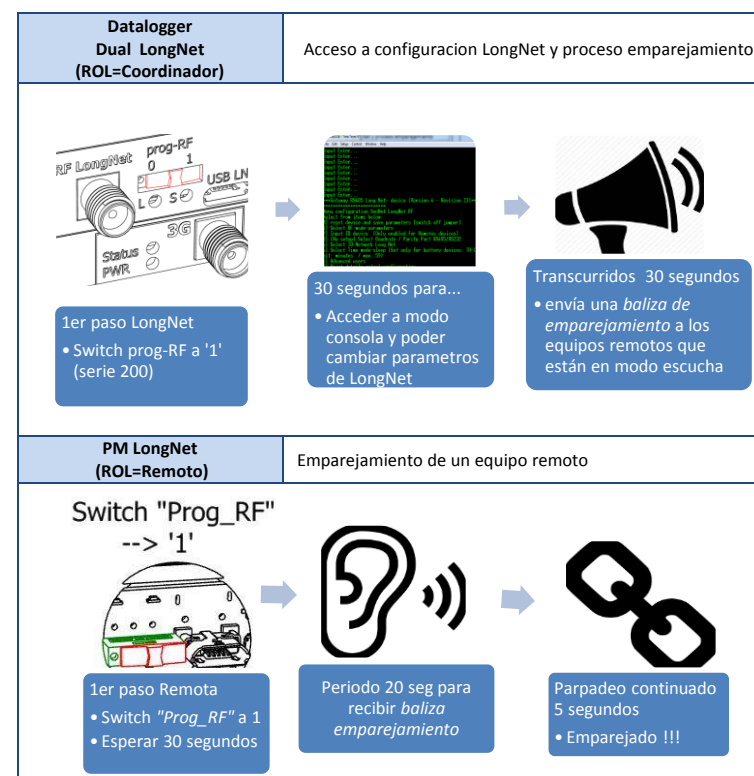 Datalogger
Dual LongNet
(ROL=Coordinador)
Acceso a configuracion LongNet y proceso emparejamiento
RF LongNet
prog-RF
0 1
USB LN
L S
3G
Status
PWR
1er paso LongNet
• Switch prog-RF a '1'
(serie 200)
30 segundos para...
• Acceder a modo
consola y poder
cambiar parametros
de LongNet
Transcurridos 30 segundos
• envía una baliza de
emparejamiento a los
equipos remotos que
están en modo escucha
PM LongNet
(ROL=Remoto)
Emparejamiento de un equipo remoto
Switch "Prog_RF"
--> '1'
1er paso Remota
• Switch "Prog_RF" a 1
• Esperar 30 segundos
Periodo 20 seg para
recibir baliza
emparejamiento
Parpadeo continuado
5 segundos
• Emparejado !!!